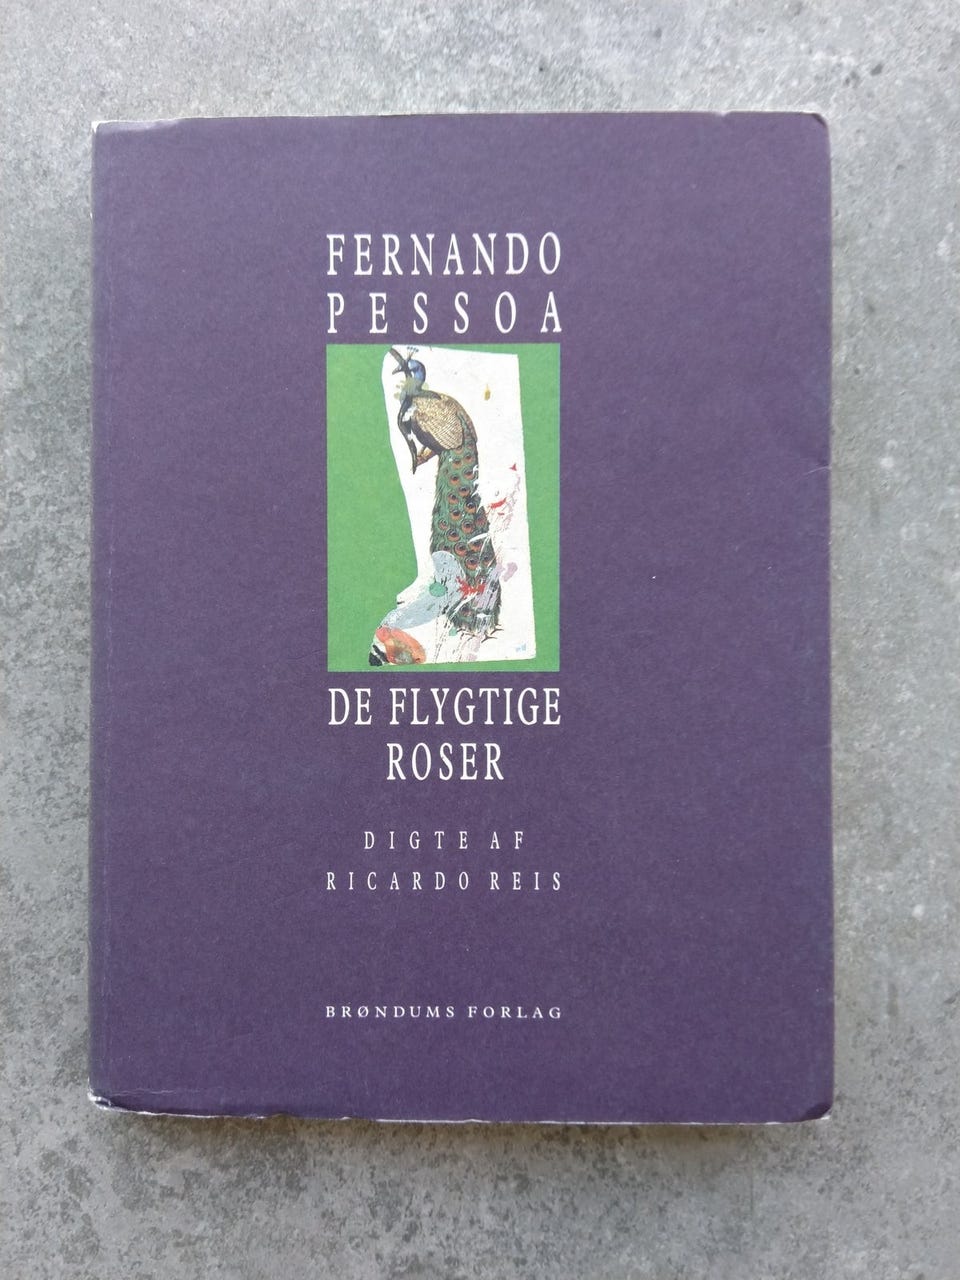 FERNANDO
PESSOA
DE FLYGTIGE
ROSER
DIGTE AF
RICARDO REIS
BRØNDUMS FORLAG